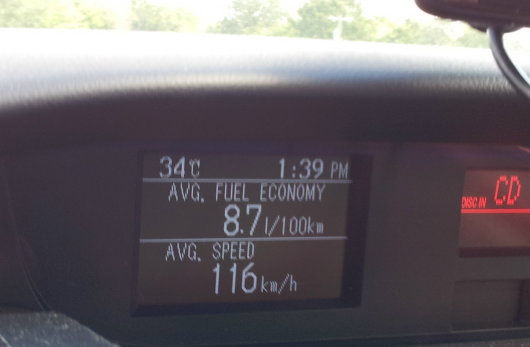 34℃ 1:39 PM
AVG. FUEL ECONOMY
8.7 l/100km
AVG. SPEED
116 km/h
DISC IN CD